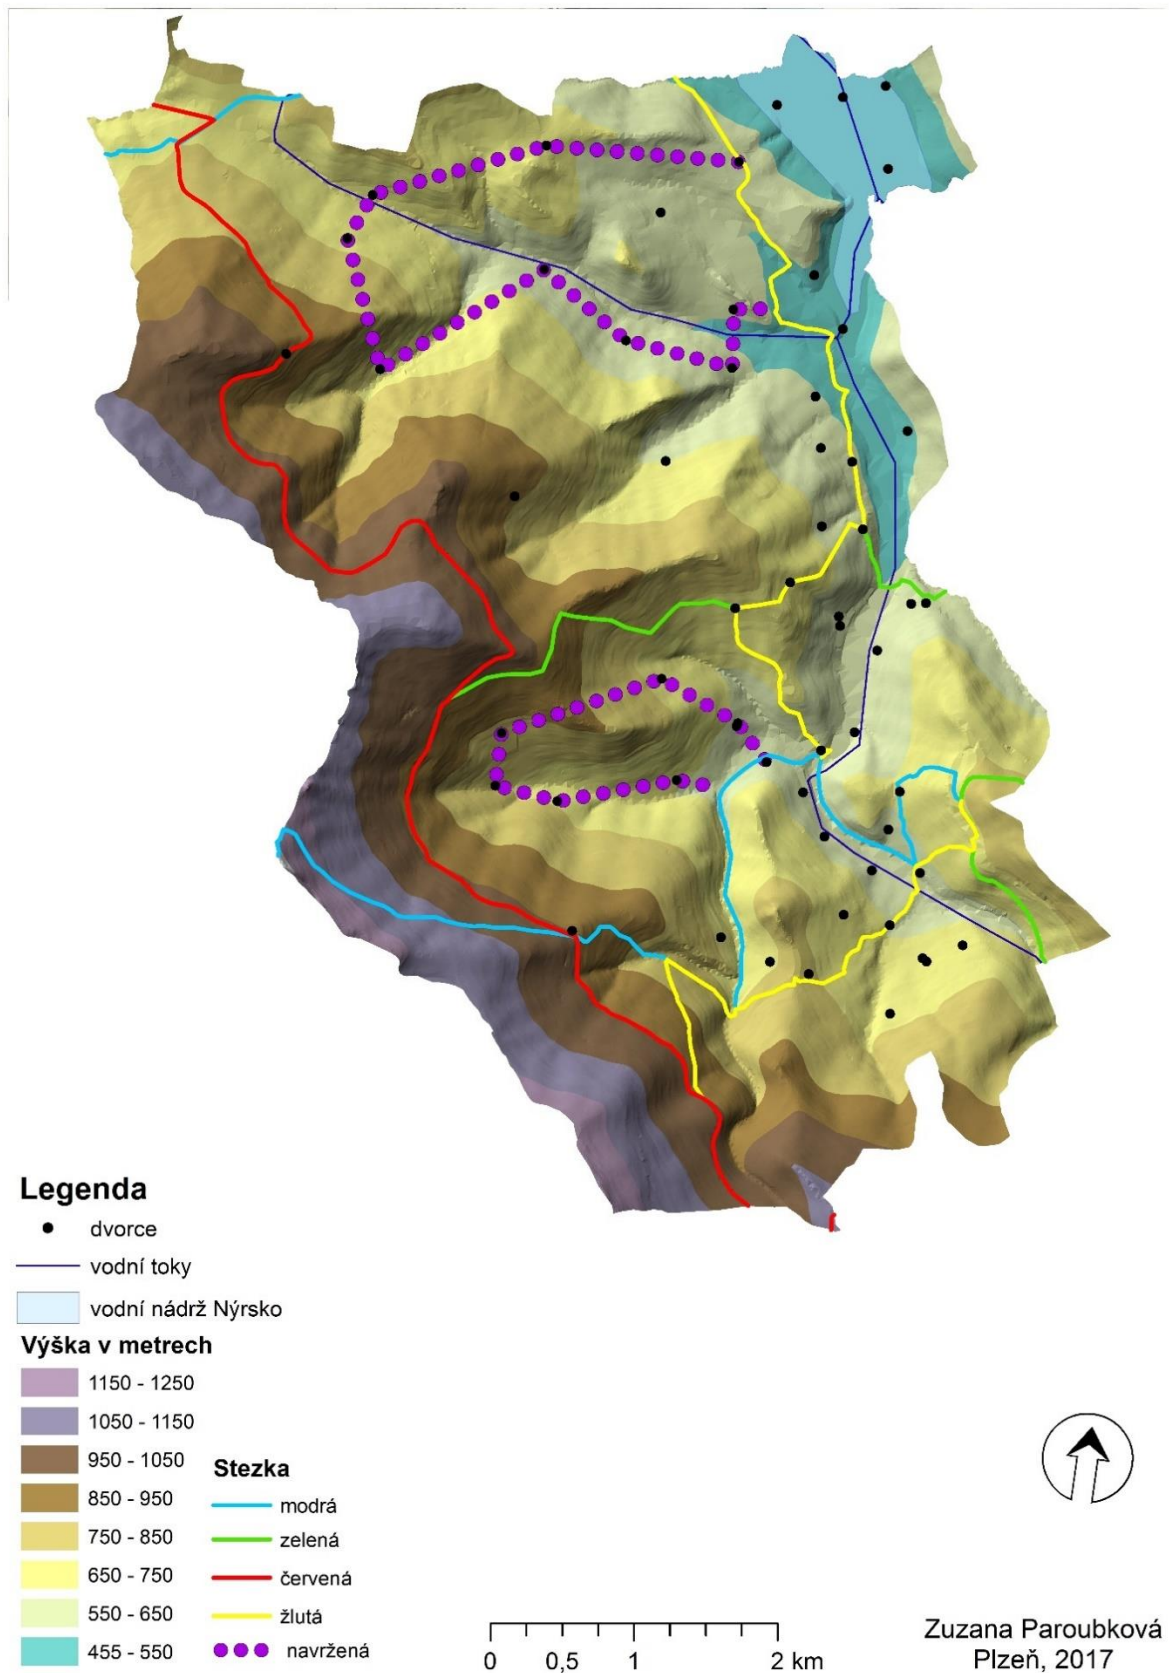 Legenda
dvorce
vodní toky
vodní nádrž Nýrsko
Výška v metrech
1150 - 1250
1050 - 1150
950 - 1050
850 - 950
750 - 850
650 - 750
550 - 650
455 - 550
Stezka
modrá
zelená
červená
žlutá
navržená
0 0,5 1 2 km
Zuzana Paroubková
Plzeň, 2017